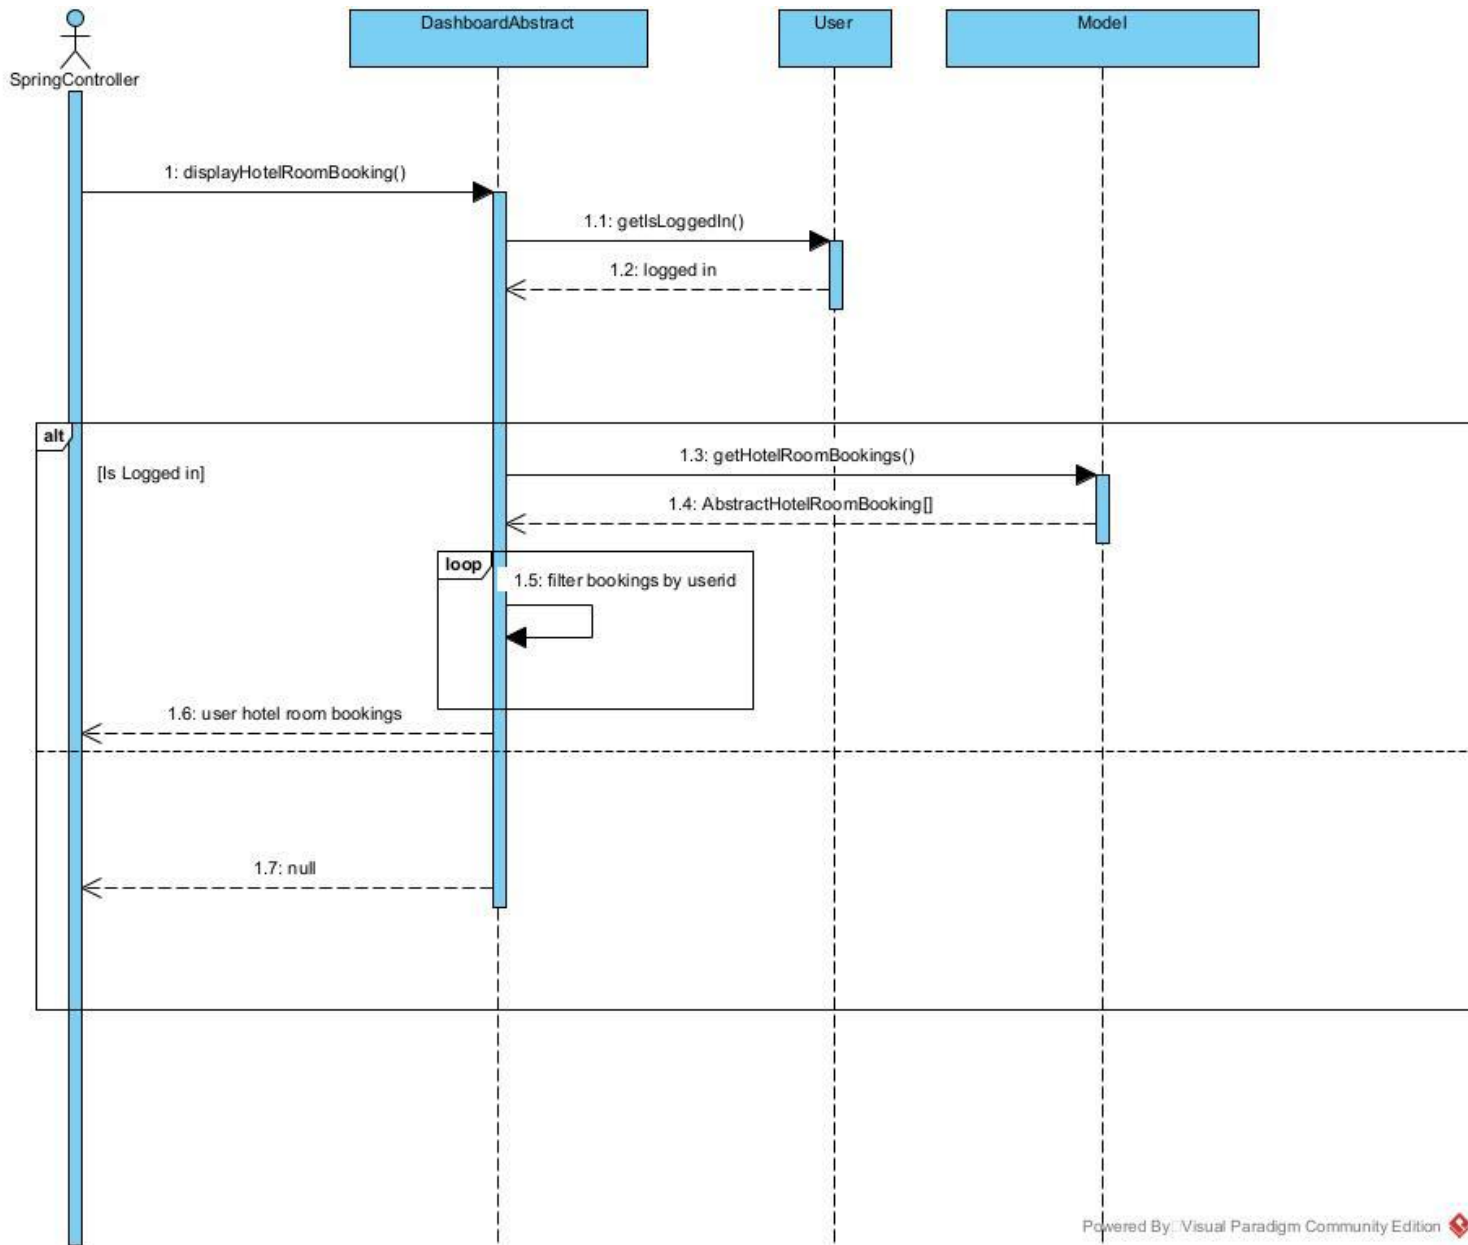 DashboardAbstract
User
Model
SpringController
1: displayHotelRoomBooking()
1.1: getIsLoggedIn()
1.2: logged in
alt
[Is Logged in]
1.3: getHotelRoomBookings()
1.4: AbstractHotelRoomBooking[]
loop
1.5: filter bookings by userid
1.6: user hotel room bookings
1.7: null
Powered By: Visual Paradigm Community Edition